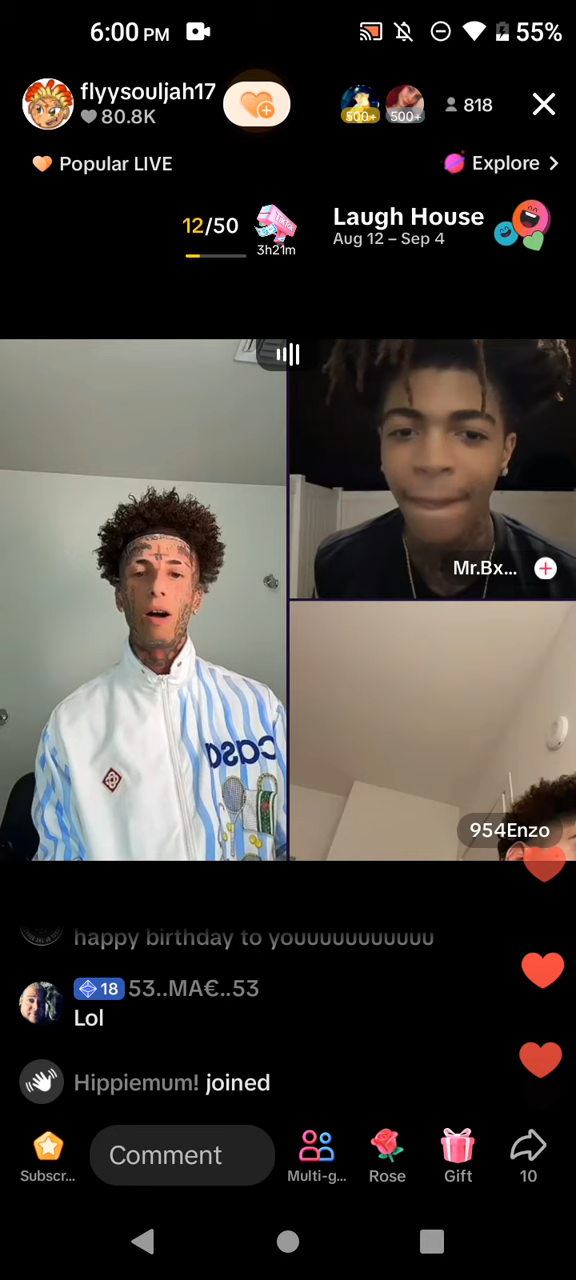 6:00 PM
55%
flyysouljah17
80.8K
500+
500+
818
Popular LIVE
Explore >
12/50
TikTok
3h21m
Laugh House
Aug 12 – Sep 4
Mr.Bx...
casa
954Enzo
happy birthday to youuuuuuuuuuu
18 53..MA€..53
Lol
Hippiemum! joined
Subscr...
Comment
Multi-g...
Rose
Gift
10